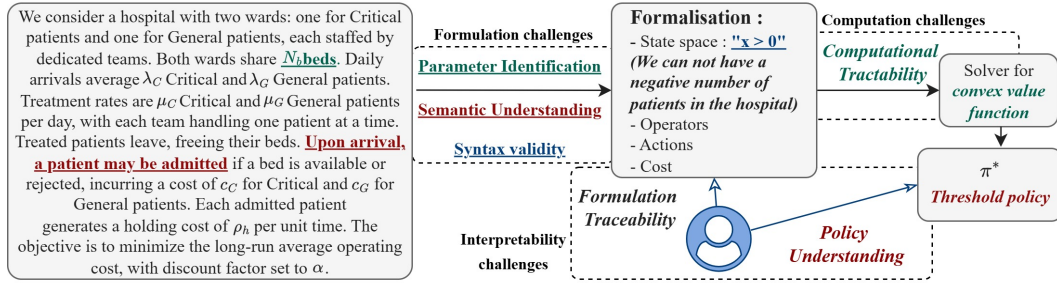 We consider a hospital with two wards: one for Critical
patients and one for General patients, each staffed by
dedicated teams. Both wards share N_b beds. Daily
arrivals average λ_C Critical and λ_G General patients.
Treatment rates are μ_C Critical and μ_G General patients
per day, with each team handling one patient at a time.
Treated patients leave, freeing their beds. Upon arrival,
a patient may be admitted if a bed is available or
rejected, incurring a cost of c_C for Critical and c_G for
General patients. Each admitted patient
generates a holding cost of ρ_h per unit time. The
objective is to minimize the long-run average operating
cost, with discount factor set to α.
Formulation challenges
Parameter Identification
Semantic Understanding
Syntax validity
Formalisation :
- State space : "x > 0"
(We can not have a
negative number of
patients in the hospital)
- Operators
- Actions
- Cost
Computation challenges
Computational
Tractability
Solver for
convex value
function
π*
Threshold policy
Formulation
Traceability
Interpretability
challenges
Policy
Understanding